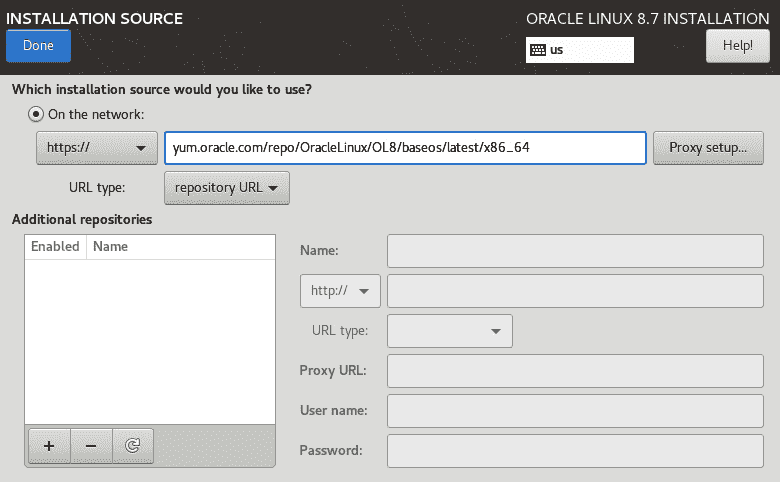 INSTALLATION SOURCE
ORACLE LINUX 8.7 INSTALLATION
Done
us
Help!
Which installation source would you like to use?
On the network:
https://
yum.oracle.com/repo/OracleLinux/OL8/baseos/latest/x86_64
Proxy setup...
URL type:
repository URL
Additional repositories
Enabled
Name
Name:
http://
URL type:
Proxy URL:
User name:
Password: